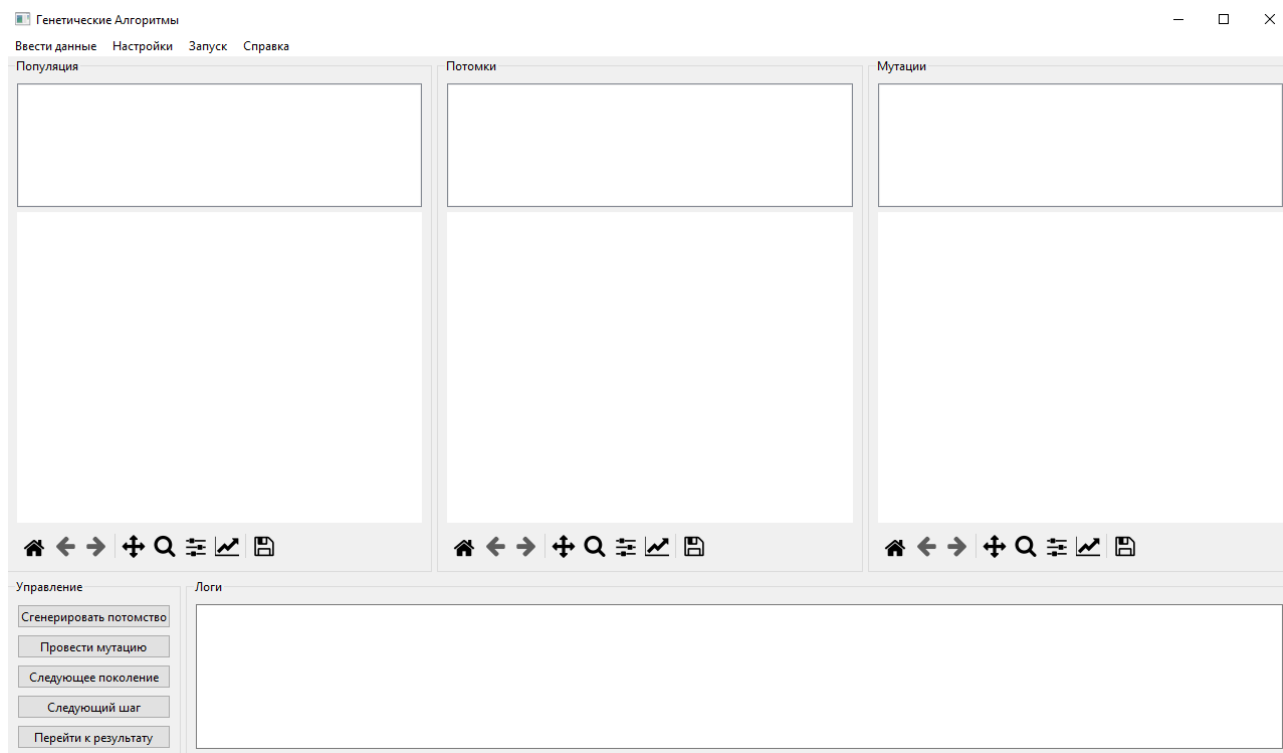 Генетические Алгоритмы
Ввести данные Настройки Запуск Справка
Популяция
Потомки
Мутации
Управление
Логи
Сгенерировать потомство
Провести мутацию
Следующее поколение
Следующий шаг
Перейти к результату